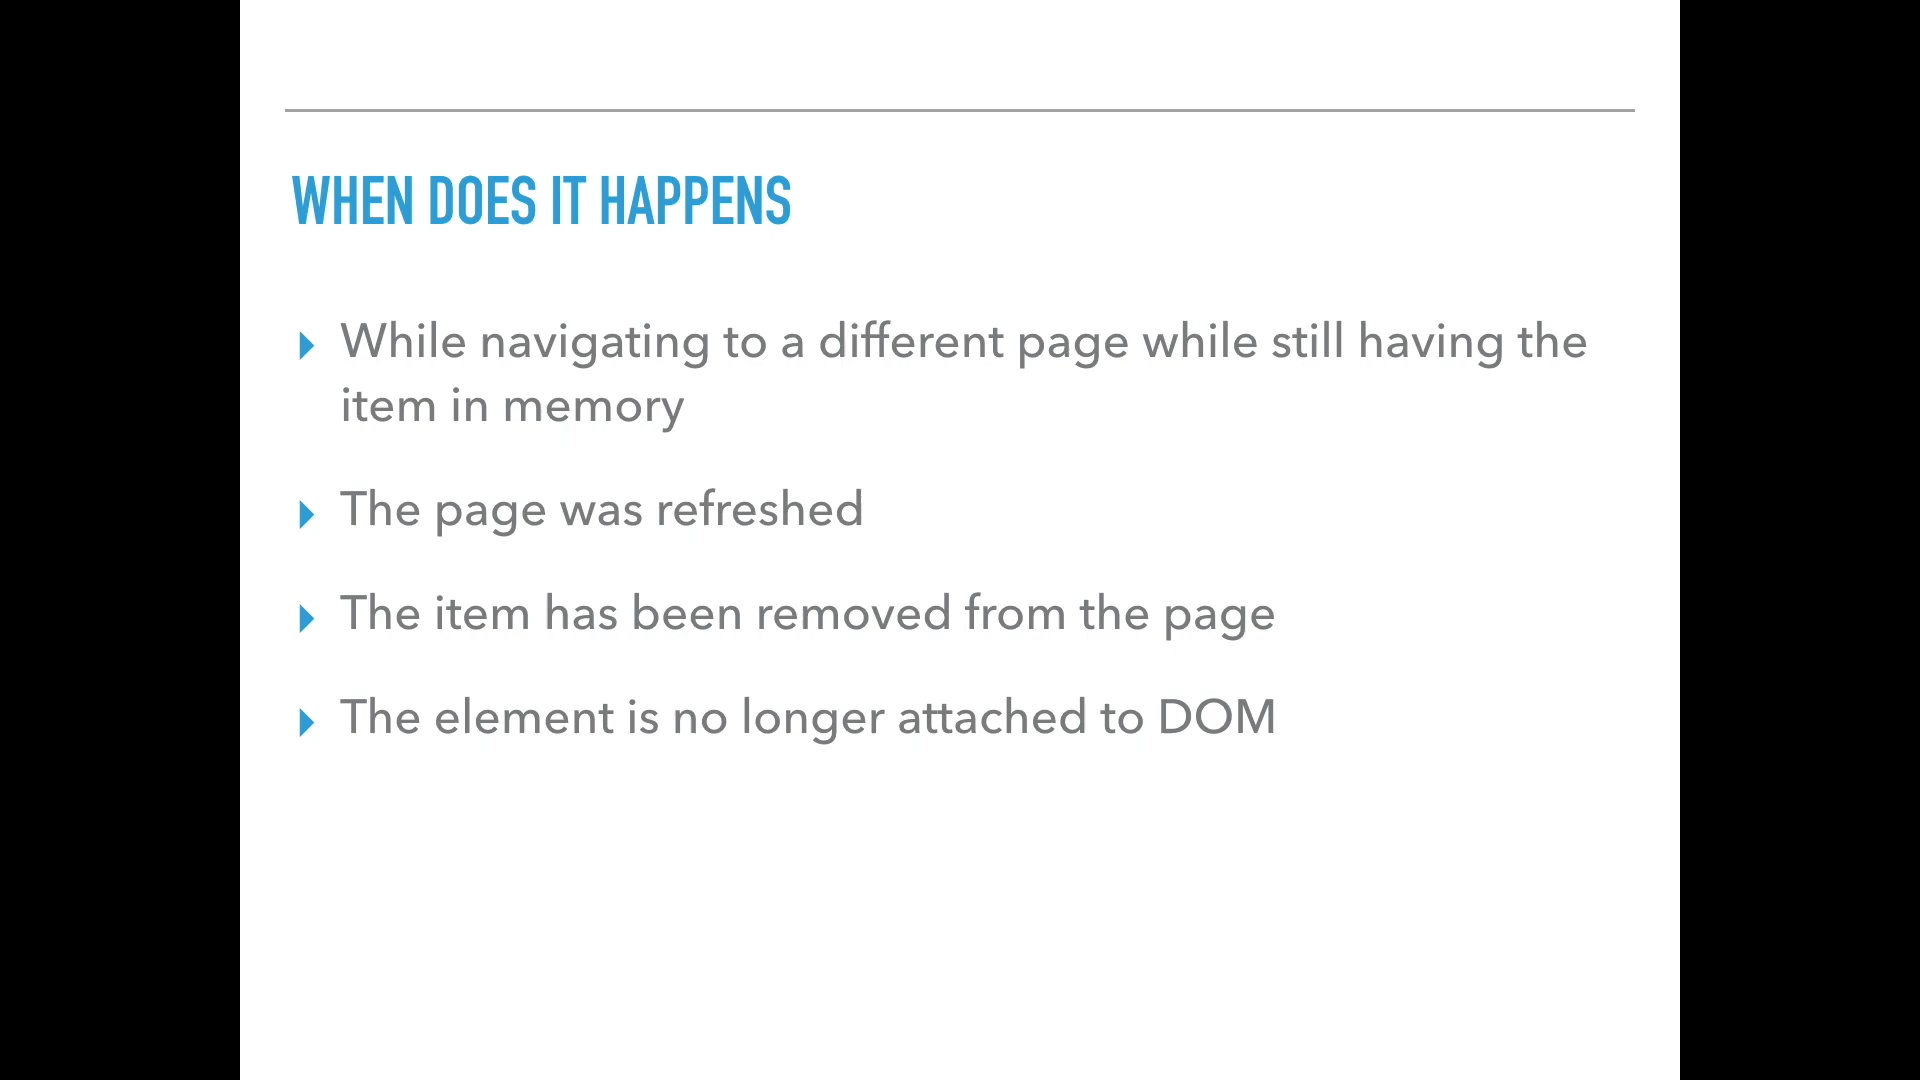 WHEN DOES IT HAPPENS
While navigating to a different page while still having the
item in memory
The page was refreshed
The item has been removed from the page
The element is no longer attached to DOM